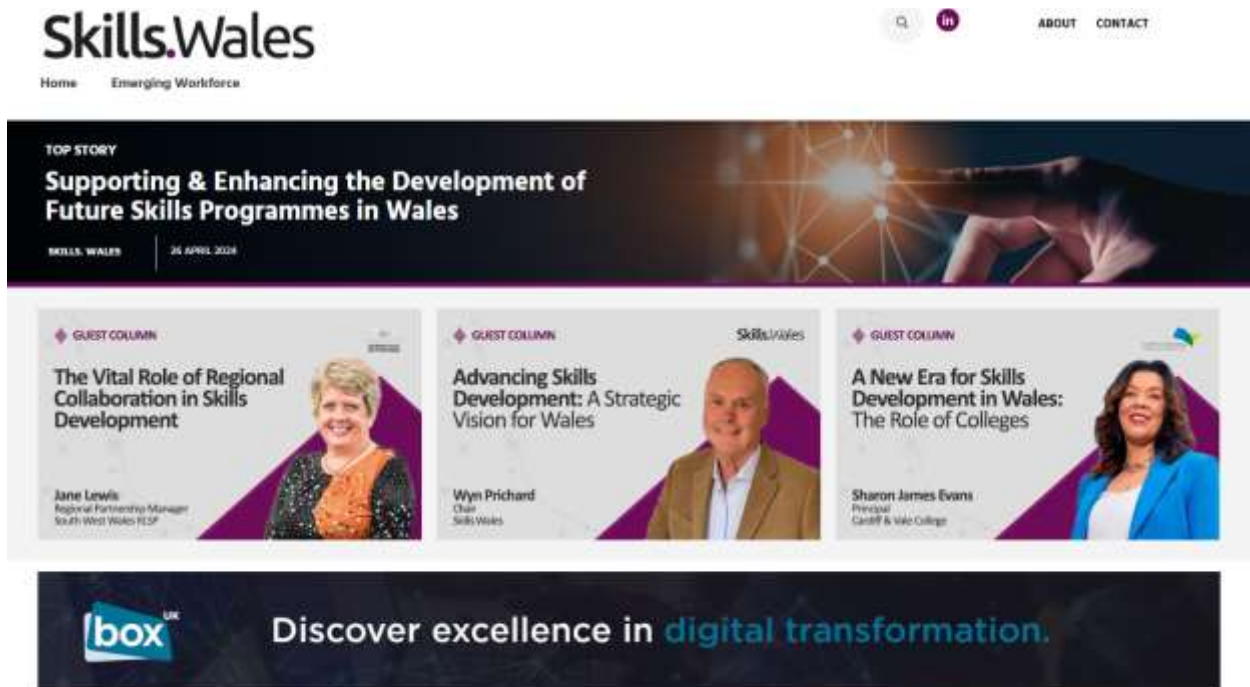 Skills.Wales
in
ABOUT CONTACT
Home Emerging Workforce
TOP STORY
Supporting & Enhancing the Development of
Future Skills Programmes in Wales
SKILLS. WALES 26 APRIL 2024
GUEST COLUMN
The Vital Role of Regional
Collaboration in Skills
Development
Jane Lewis
Regional Partnership Manager
South West Wales RLSP
GUEST COLUMN
Skills.Wales
Advancing Skills
Development: A Strategic
Vision for Wales
Wyn Prichard
Chair
Skills Wales
GUEST COLUMN
A New Era for Skills
Development in Wales:
The Role of Colleges
Sharon James Evans
Principal
Cardiff & Vale College
box UK
Discover excellence in digital transformation.